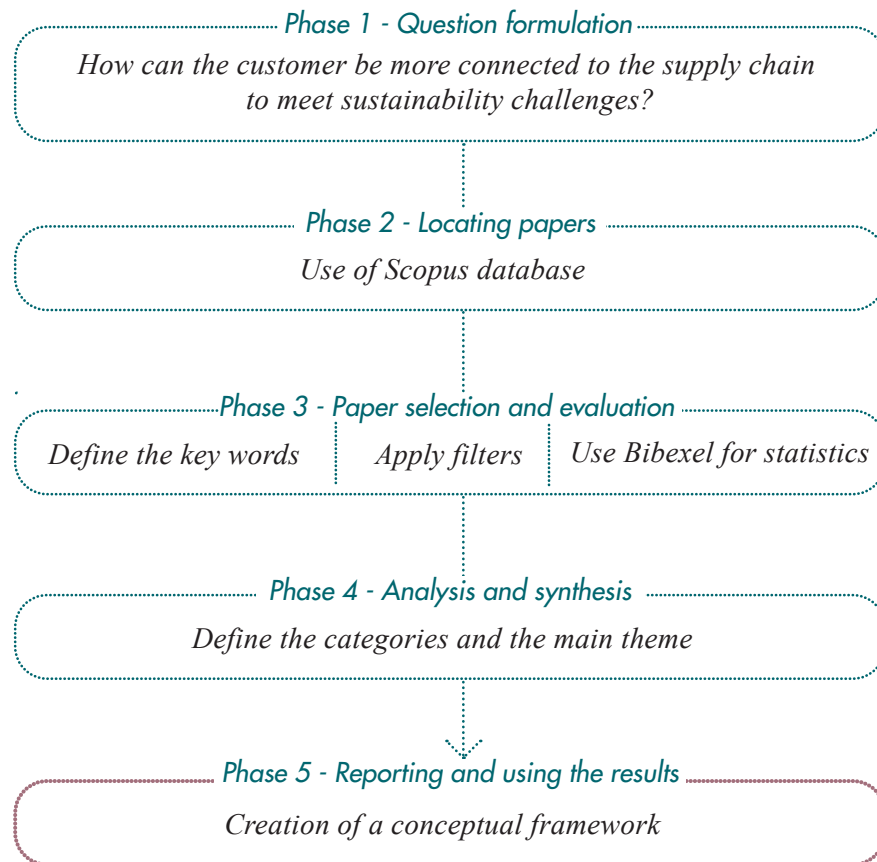 Phase 1 - Question formulation
How can the customer be more connected to the supply chain
to meet sustainability challenges?
Phase 2 - Locating papers
Use of Scopus database
Phase 3 - Paper selection and evaluation
Define the key words
Apply filters
Use Bibexel for statistics
Phase 4 - Analysis and synthesis
Define the categories and the main theme
Phase 5 - Reporting and using the results
Creation of a conceptual framework